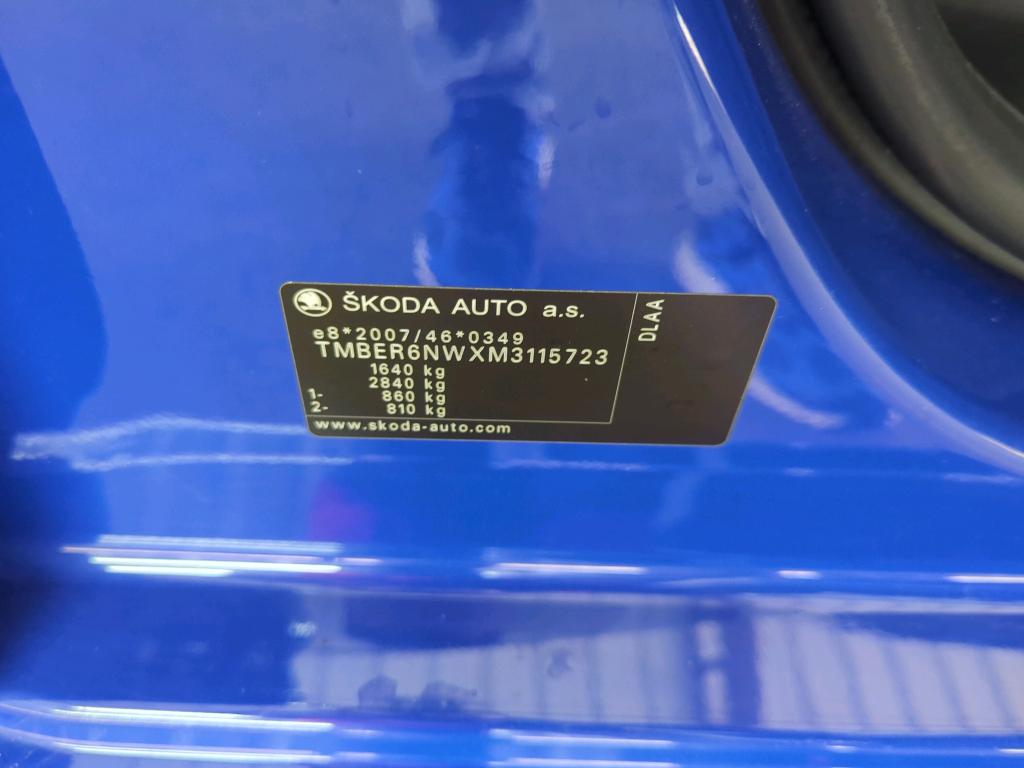 ŠKODA AUTO a.s.
e8*2007/46*0349
TMBER6NWXM3115723
1640 kg
2840 kg
1- 860 kg
2- 810 kg
www.skoda-auto.com
DLAA